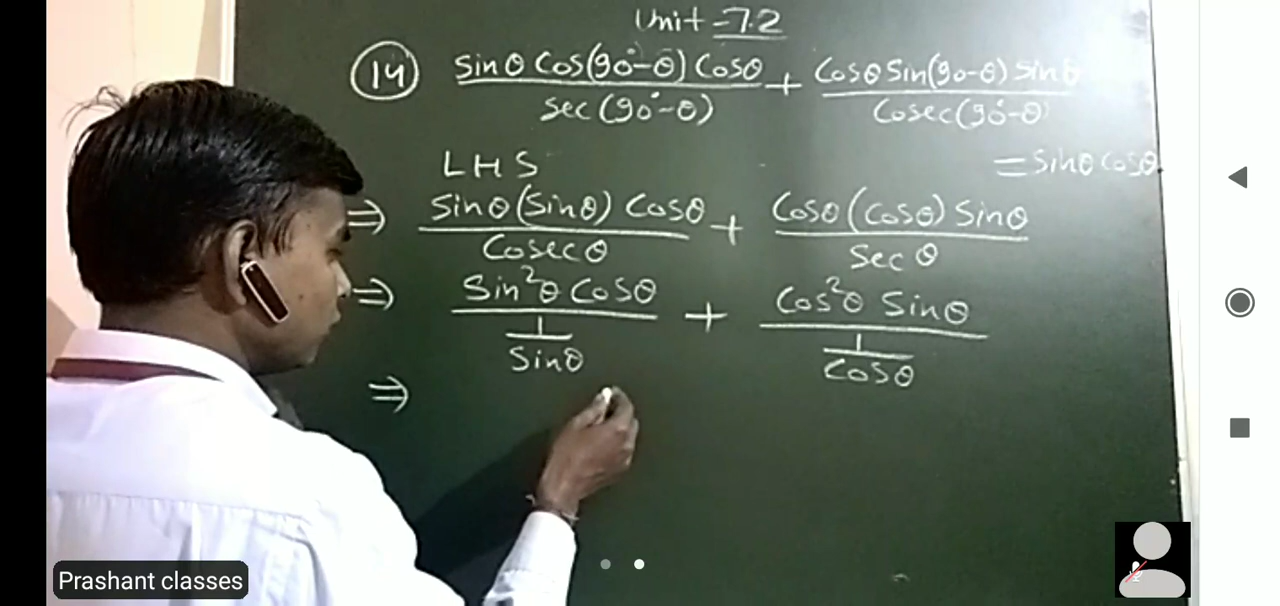 Unit - 7.2
(14) sinθ Cos(90°-θ) Cosθ / sec(90°-θ) + Cosθ Sin(90-θ) Sinθ / Cosec(90°-θ)
= Sinθ Cosθ
LHS
⇒ Sinθ (Sinθ) Cosθ / Cosecθ + Cosθ (Cosθ) Sinθ / Sec θ
⇒ Sin²θ Cosθ / 1/Sinθ + Cos²θ Sinθ / 1/Cosθ
⇒
Prashant classes